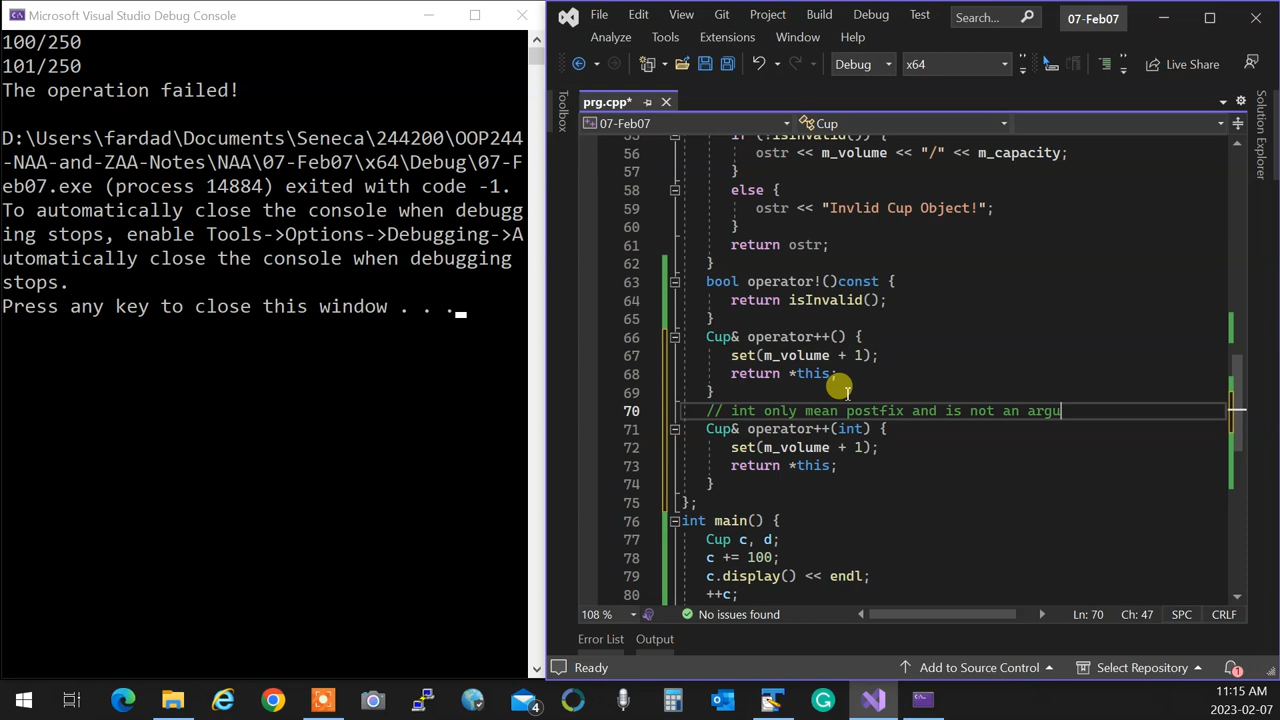 Microsoft Visual Studio Debug Console
100/250
101/250
The operation failed!
D:\Users\fardad\Documents\Seneca\244200\OOP244
-NAA-and-ZAA-Notes\NAA\07-Feb07\x64\Debug\07-F
eb07.exe (process 14884) exited with code -1.
To automatically close the console when debugg
ing stops, enable Tools->Options->Debugging->A
utomatically close the console when debugging
stops.
Press any key to close this window . . .
File Edit View Git Project Build Debug Test Search... 07-Feb07
Analyze Tools Extensions Window Help
Debug x64 Live Share
Toolbox
prg.cpp*
07-Feb07 Cup
Solution Explorer
55 if (!isInvalid()) {
56 ostr << m_volume << "/" << m_capacity;
57 }
58 else {
59 ostr << "Invlid Cup Object!";
60 }
61 return ostr;
62 }
63 bool operator!()const {
64 return isInvalid();
65 }
66 Cup& operator++() {
67 set(m_volume + 1);
68 return *this;
69 }
70 // int only mean postfix and is not an argu
71 Cup& operator++(int) {
72 set(m_volume + 1);
73 return *this;
74 }
75 };
76 int main() {
77 Cup c, d;
78 c += 100;
79 c.display() << endl;
80 ++c;
108 % No issues found Ln: 70 Ch: 47 SPC CRLF
Error List Output
Ready Add to Source Control Select Repository 1
4
11:15 AM
2023-02-07